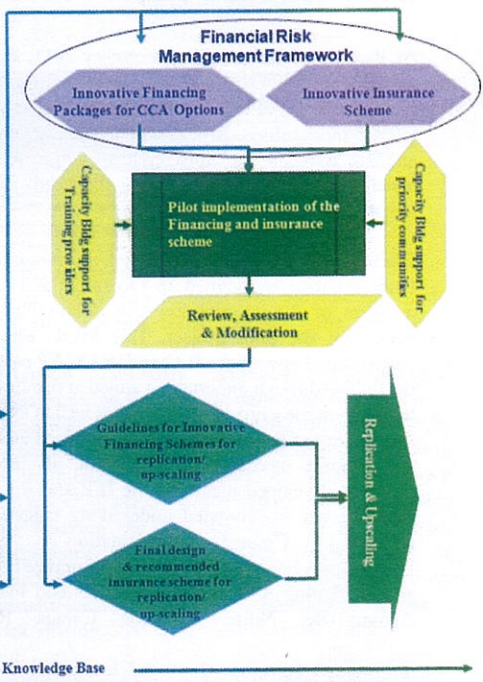 Financial Risk
Management Framework
Innovative Financing
Packages for CCA Options
Innovative Insurance
Scheme
Capacity Bldg support for
Training providers
Pilot implementation of the
Financing and insurance
scheme
Capacity Bldg support for
priority communities
Review, Assessment
& Modification
Guidelines for Innovative
Financing Schemes for
replication/
up-scaling
Replication & Upscaling
Final design
& recommended
insurance scheme for
replication/
up-scaling
Knowledge Base